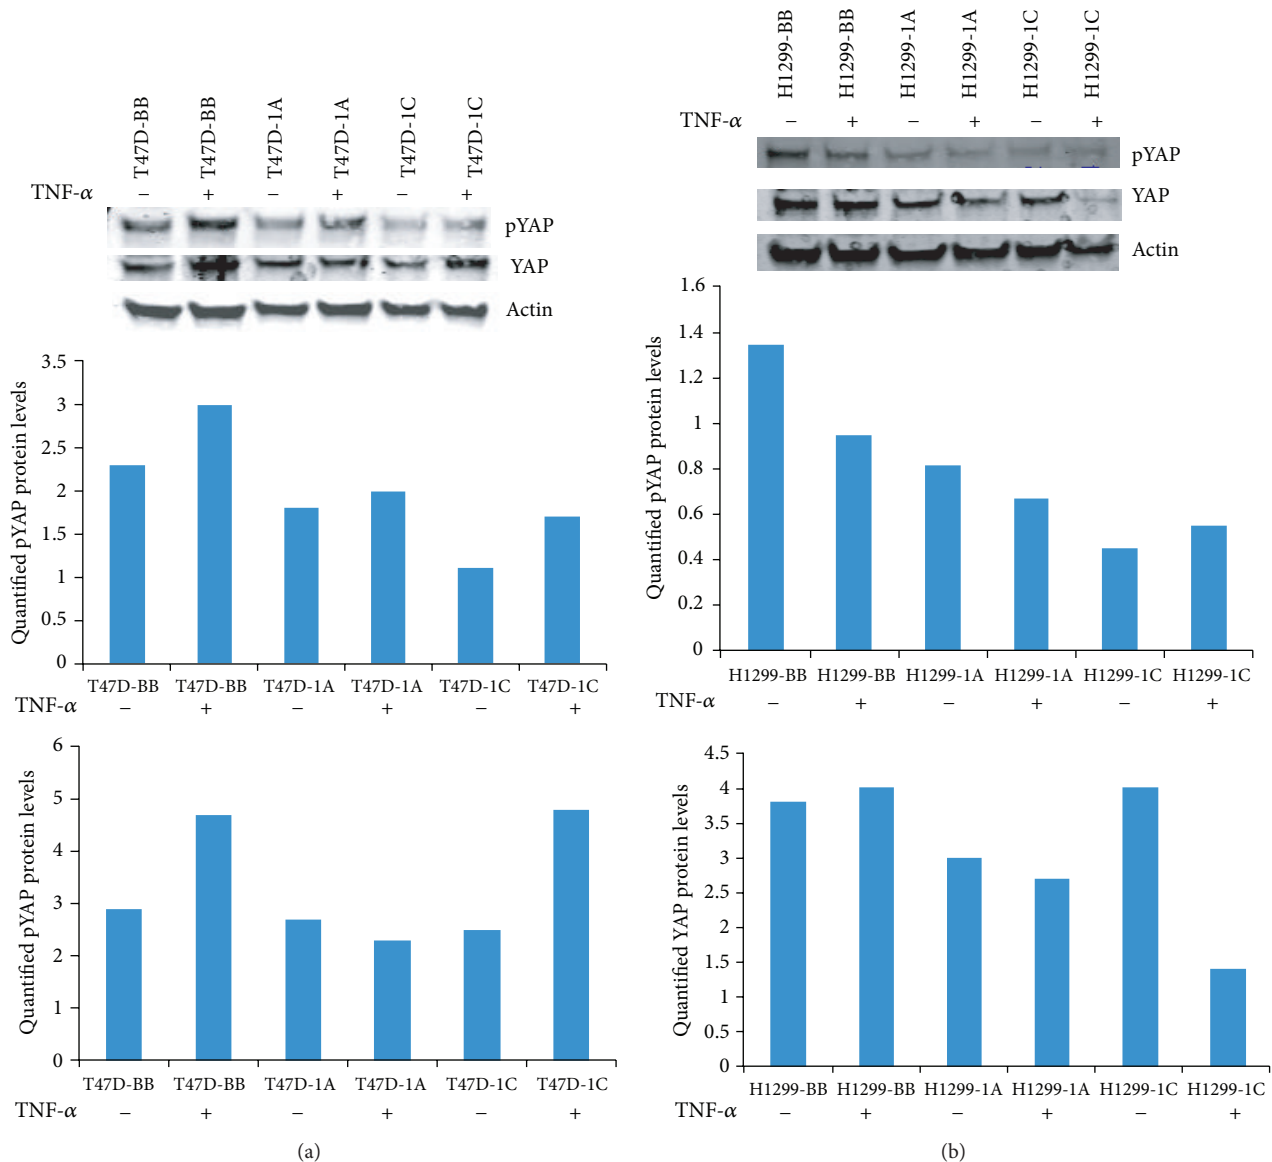 T47D-BB
T47D-BB
T47D-1A
T47D-1A
T47D-1C
T47D-1C
TNF-α − + − + − +
pYAP
YAP
Actin
Quantified pYAP protein levels
3.5
3
2.5
2
1.5
1
0.5
0
T47D-BB T47D-BB T47D-1A T47D-1A T47D-1C T47D-1C
TNF-α − + − + − +
Quantified pYAP protein levels
6
5
4
3
2
1
0
T47D-BB T47D-BB T47D-1A T47D-1A T47D-1C T47D-1C
TNF-α − + − + − +
(a)
H1299-BB
H1299-BB
H1299-1A
H1299-1A
H1299-1C
H1299-1C
TNF-α − + − + − +
pYAP
YAP
Actin
Quantified pYAP protein levels
1.6
1.4
1.2
1
0.8
0.6
0.4
0.2
0
H1299-BB H1299-BB H1299-1A H1299-1A H1299-1C H1299-1C
TNF-α − + − + − +
Quantified YAP protein levels
4.5
4
3.5
3
2.5
2
1.5
1
0.5
0
H1299-BB H1299-BB H1299-1A H1299-1A H1299-1C H1299-1C
TNF-α − + − + − +
(b)